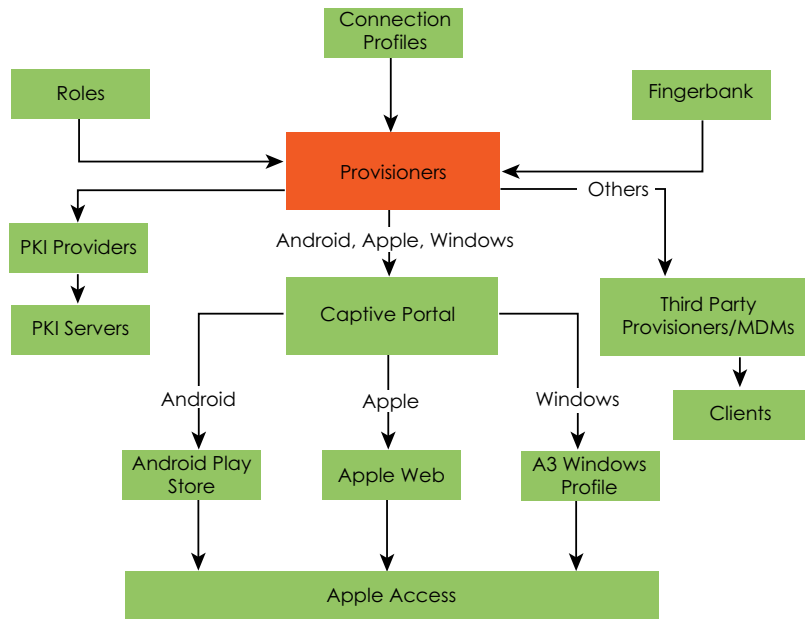 Connection
Profiles
Roles
Fingerbank
Provisioners
Others
PKI Providers
Android, Apple, Windows
PKI Servers
Captive Portal
Third Party
Provisioners/MDMs
Android
Apple
Windows
Clients
Android Play
Store
Apple Web
A3 Windows
Profile
Apple Access